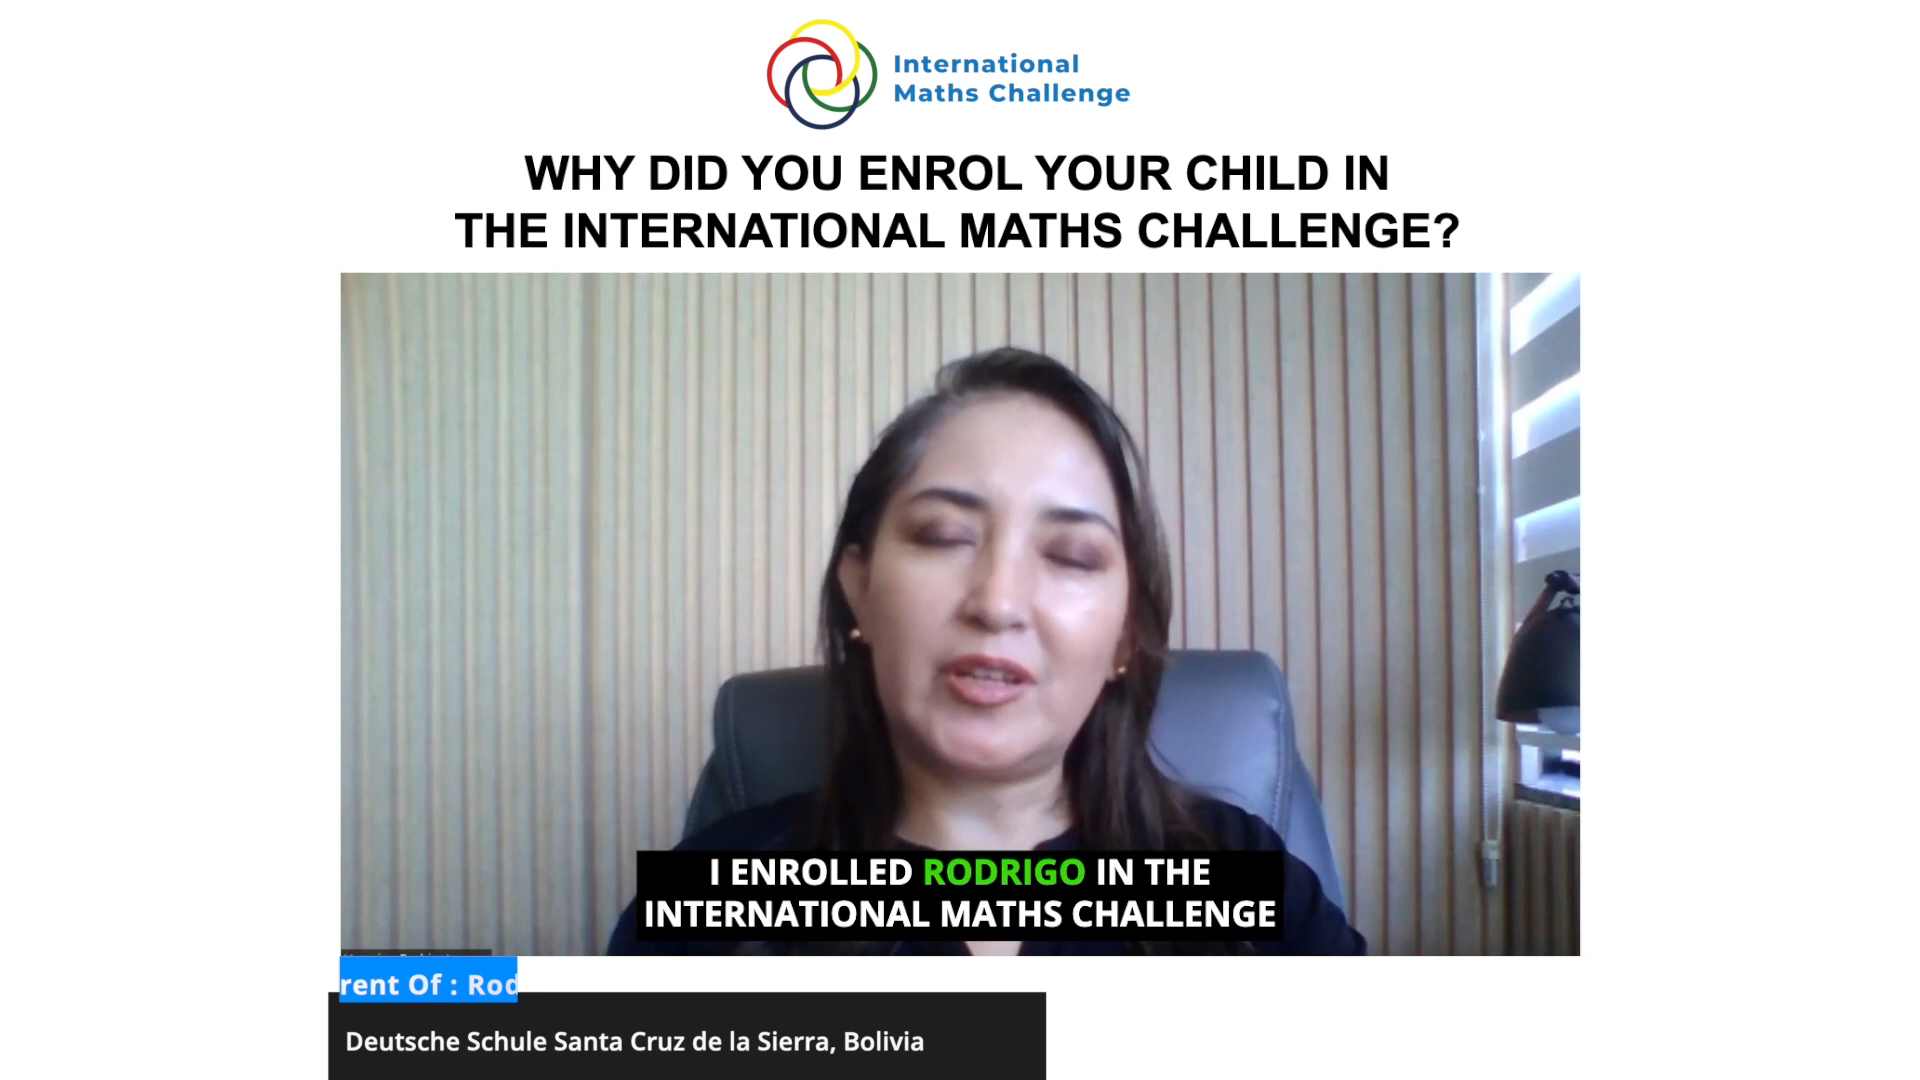 International
Maths Challenge
WHY DID YOU ENROL YOUR CHILD IN
THE INTERNATIONAL MATHS CHALLENGE?
I ENROLLED RODRIGO IN THE
INTERNATIONAL MATHS CHALLENGE
rent Of : Rod
Deutsche Schule Santa Cruz de la Sierra, Bolivia